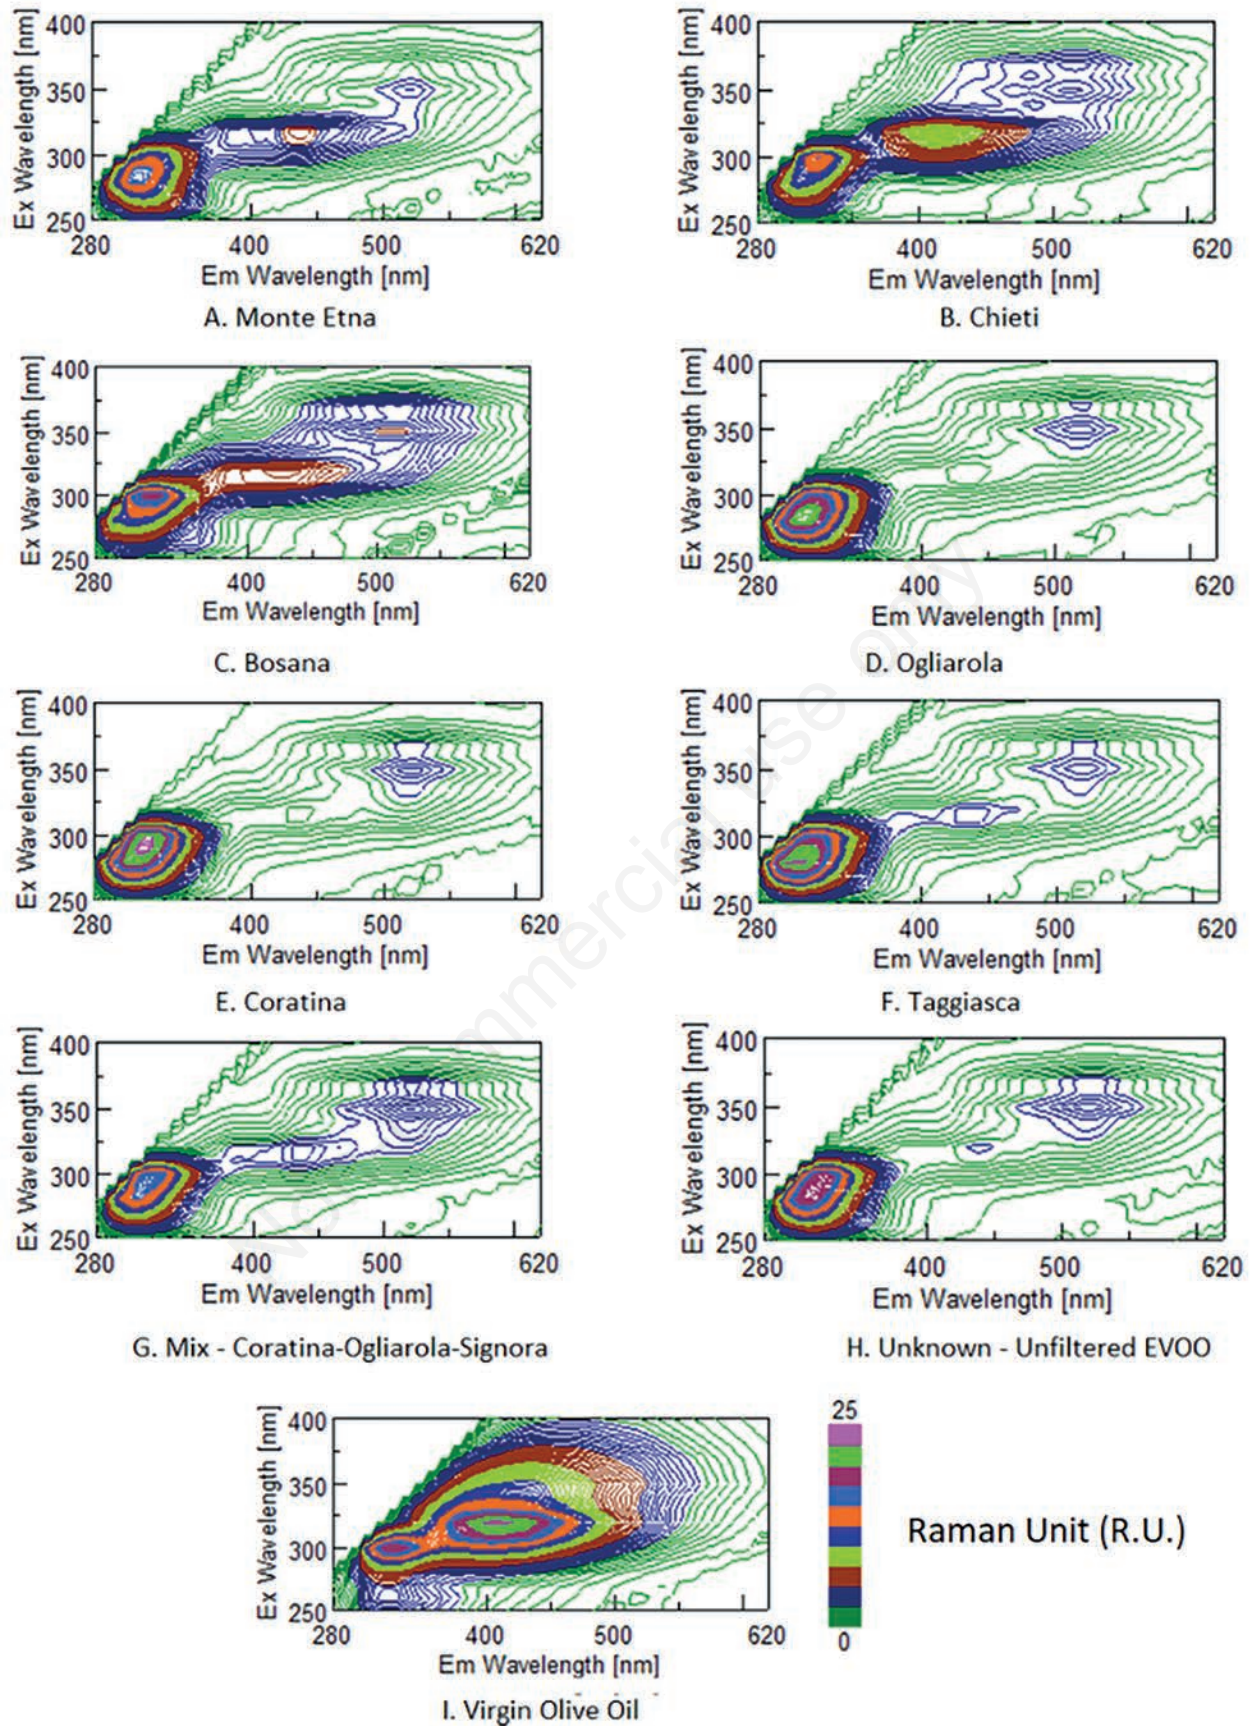 Ex Wavelength [nm]
400
350
300
250
280 400 500 620
Em Wavelength [nm]
A. Monte Etna
Ex Wavelength [nm]
400
350
300
250
280 400 500 620
Em Wavelength [nm]
B. Chieti
Ex Wavelength [nm]
400
350
300
250
280 400 500 620
Em Wavelength [nm]
C. Bosana
Ex Wavelength [nm]
400
350
300
250
280 400 500 620
Em Wavelength [nm]
D. Ogliarola
Ex Wavelength [nm]
400
350
300
250
280 400 500 620
Em Wavelength [nm]
E. Coratina
Ex Wavelength [nm]
400
350
300
250
280 400 500 620
Em Wavelength [nm]
F. Taggiasca
Ex Wavelength [nm]
400
350
300
250
280 400 500 620
Em Wavelength [nm]
G. Mix - Coratina-Ogliarola-Signora
Ex Wavelength [nm]
400
350
300
250
280 400 500 620
Em Wavelength [nm]
H. Unknown - Unfiltered EVOO
Ex Wavelength [nm]
400
350
300
250
280 400 500 620
Em Wavelength [nm]
I. Virgin Olive Oil
25
0
Raman Unit (R.U.)
use only